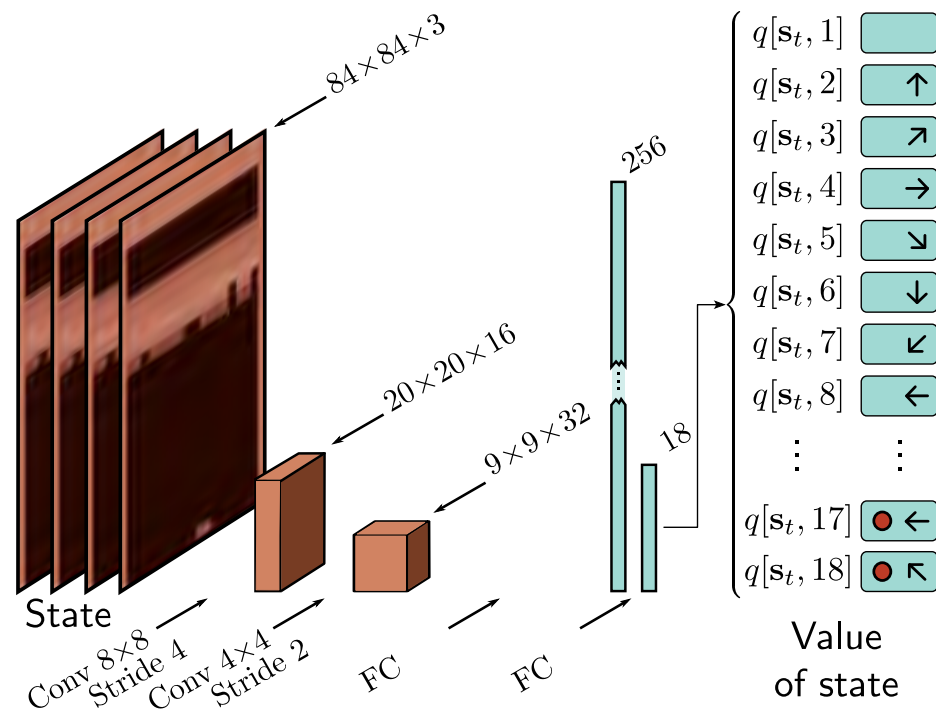 84×84×3
20×20×16
9×9×32
256
18
State
Conv 8×8
Stride 4
Conv 4×4
Stride 2
FC
FC
q[s_t, 1]
q[s_t, 2]
q[s_t, 3]
q[s_t, 4]
q[s_t, 5]
q[s_t, 6]
q[s_t, 7]
q[s_t, 8]
⋮ ⋮
q[s_t, 17]
q[s_t, 18]
Value
of state